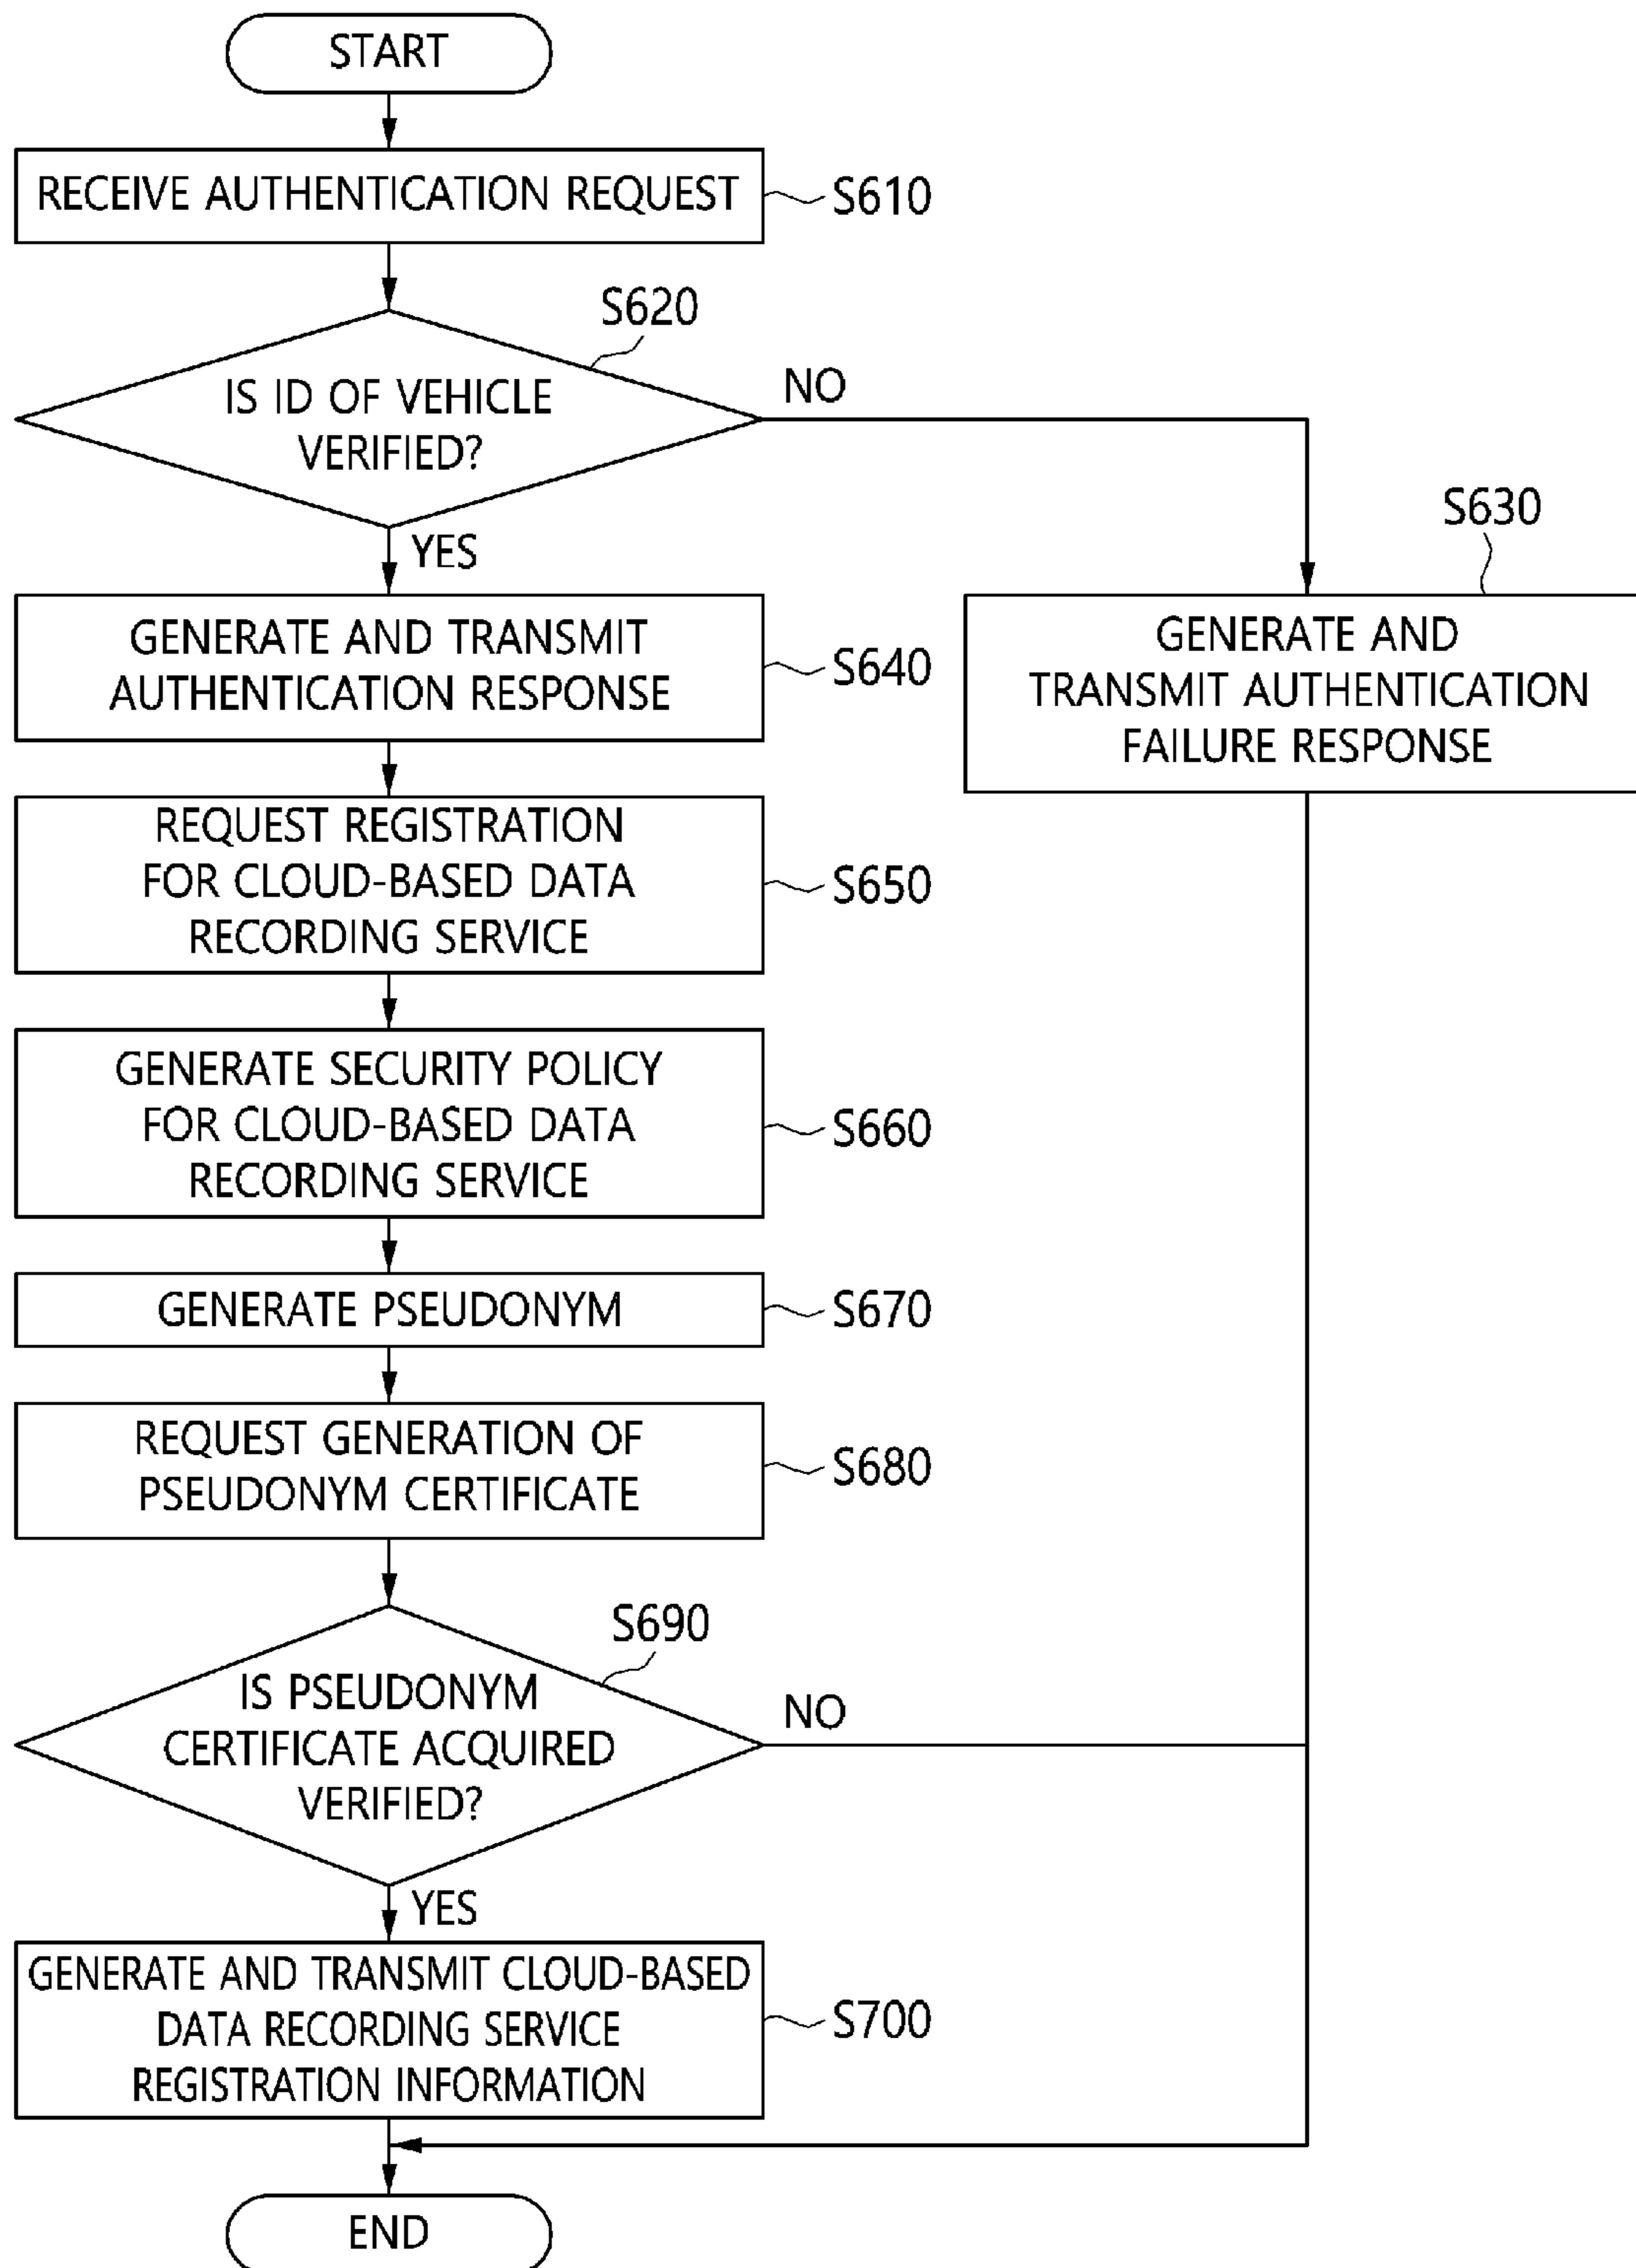 START
RECEIVE AUTHENTICATION REQUEST
S610
S620
IS ID OF VEHICLE
VERIFIED?
NO
YES
S630
GENERATE AND TRANSMIT
AUTHENTICATION RESPONSE
S640
GENERATE AND
TRANSMIT AUTHENTICATION
FAILURE RESPONSE
REQUEST REGISTRATION
FOR CLOUD-BASED DATA
RECORDING SERVICE
S650
GENERATE SECURITY POLICY
FOR CLOUD-BASED DATA
RECORDING SERVICE
S660
GENERATE PSEUDONYM
S670
REQUEST GENERATION OF
PSEUDONYM CERTIFICATE
S680
S690
IS PSEUDONYM
CERTIFICATE ACQUIRED
VERIFIED?
NO
YES
GENERATE AND TRANSMIT CLOUD-BASED
DATA RECORDING SERVICE
REGISTRATION INFORMATION
S700
END